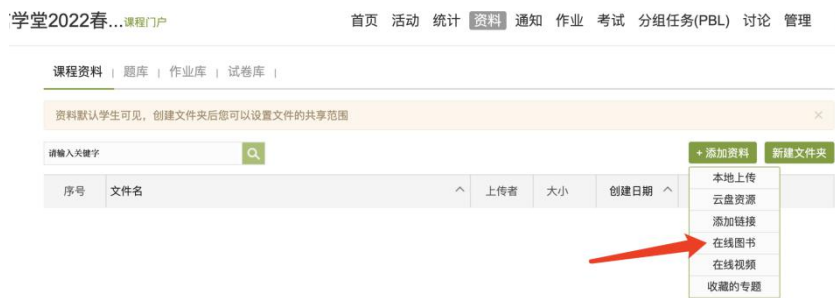 学堂2022春...课程门户
首页 活动 统计 资料 通知 作业 考试 分组任务(PBL) 讨论 管理
课程资料 | 题库 | 作业库 | 试卷库 |
资料默认学生可见，创建文件夹后您可以设置文件的共享范围
请输入关键字
+ 添加资料 新建文件夹
序号 文件名 上传者 大小 创建日期
本地上传
云盘资源
添加链接
在线图书
在线视频
收藏的专题